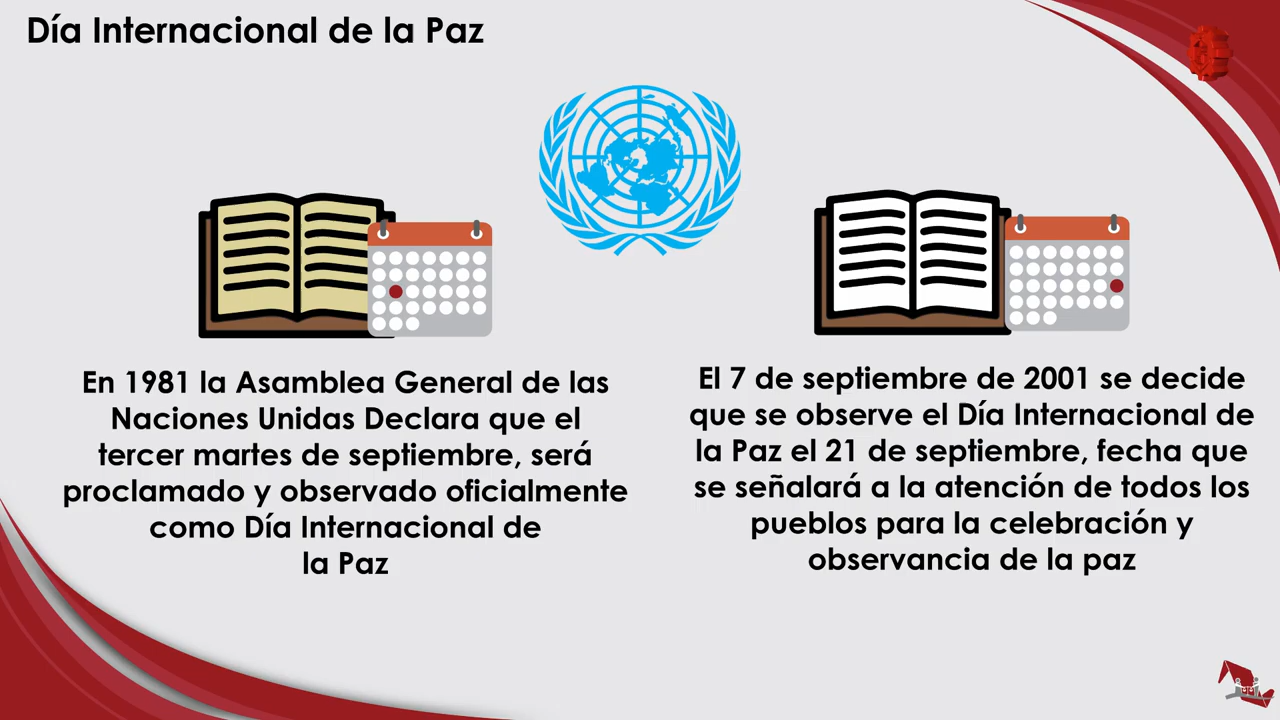 Día Internacional de la Paz
En 1981 la Asamblea General de las
Naciones Unidas Declara que el
tercer martes de septiembre, será
proclamado y observado oficialmente
como Día Internacional de
la Paz
El 7 de septiembre de 2001 se decide
que se observe el Día Internacional de
la Paz el 21 de septiembre, fecha que
se señalará a la atención de todos los
pueblos para la celebración y
observancia de la paz